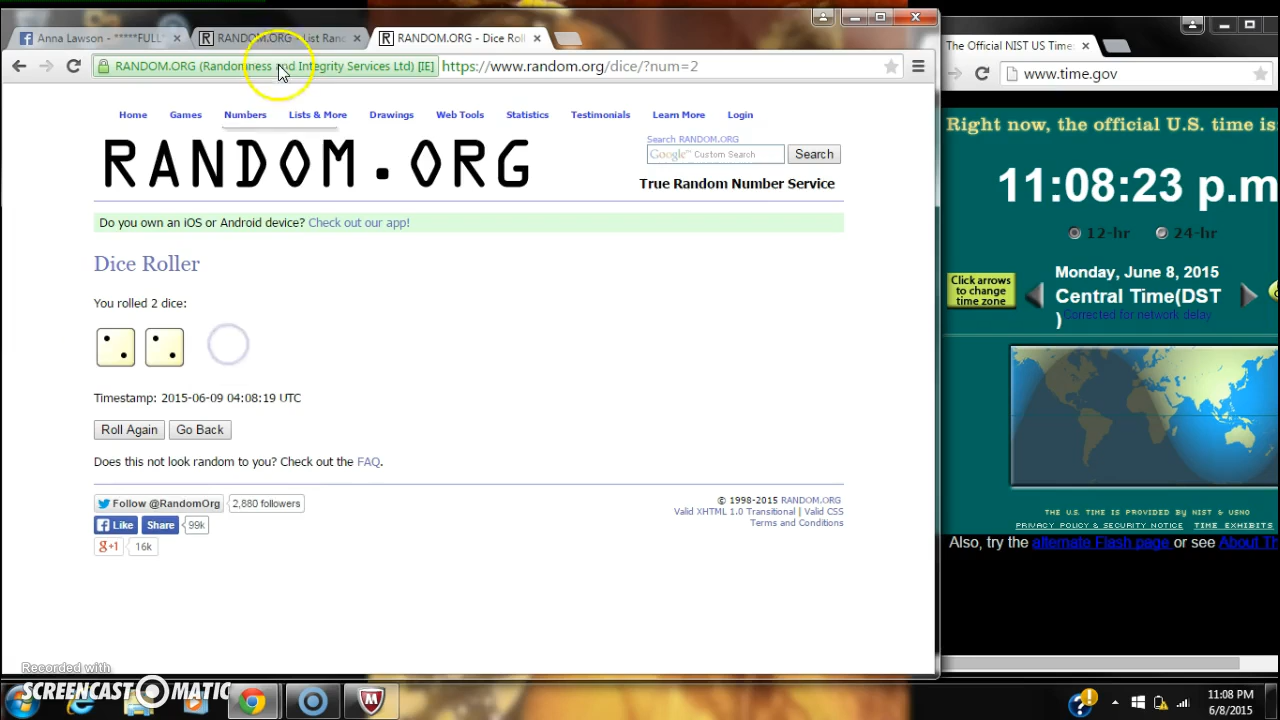 Anna Lawson - *****FULL
RANDOM.ORG - List Ran
RANDOM.ORG - Dice Roll
RANDOM.ORG (Randomness and Integrity Services Ltd) [IE]
https://www.random.org/dice/?num=2
Home Games Numbers Lists & More Drawings Web Tools Statistics Testimonials Learn More Login
RANDOM.ORG
Search RANDOM.ORG
Google™ Custom Search
Search
True Random Number Service
Do you own an iOS or Android device? Check out our app!
Dice Roller
You rolled 2 dice:
Timestamp: 2015-06-09 04:08:19 UTC
Roll Again Go Back
Does this not look random to you? Check out the FAQ.
Follow @RandomOrg 2,880 followers
Like Share 99k
g+1 16k
© 1998-2015 RANDOM.ORG
Valid XHTML 1.0 Transitional | Valid CSS
Terms and Conditions
The Official NIST US Time:
www.time.gov
Right now, the official U.S. time is
11:08:23 p.m
12-hr 24-hr
Click arrows
to change
time zone
Monday, June 8, 2015
Central Time(DST
)
Corrected for network delay
THE U.S. TIME IS PROVIDED BY NIST & USNO
PRIVACY POLICY & SECURITY NOTICE TIME EXHIBITS
Also, try the alternate Flash page or see About Th
Recorded with
SCREENCAST MATIC
11:08 PM
6/8/2015